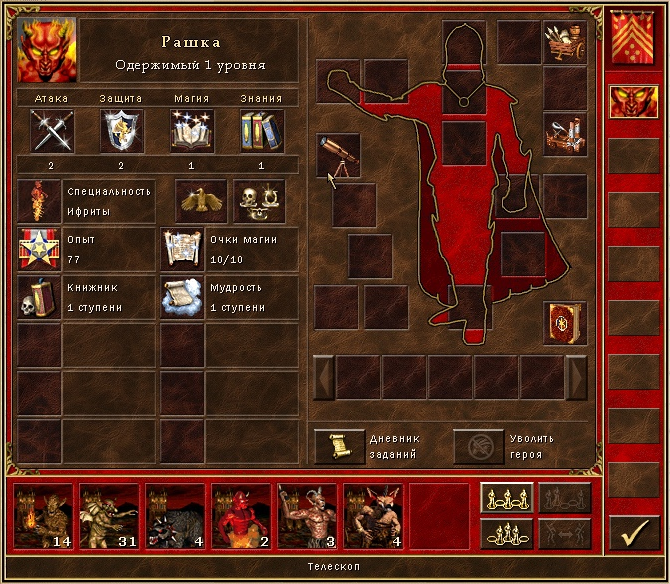 Рашка
Одержимый 1 уровня
Атака Защита Магия Знания
2 2 1 1
Специальность
Ифриты
Опыт
77
Очки магии
10/10
Книжник
1 ступени
Мудрость
1 ступени
Дневник
заданий
Уволить
героя
14 31 4 2 3 4
Телескоп